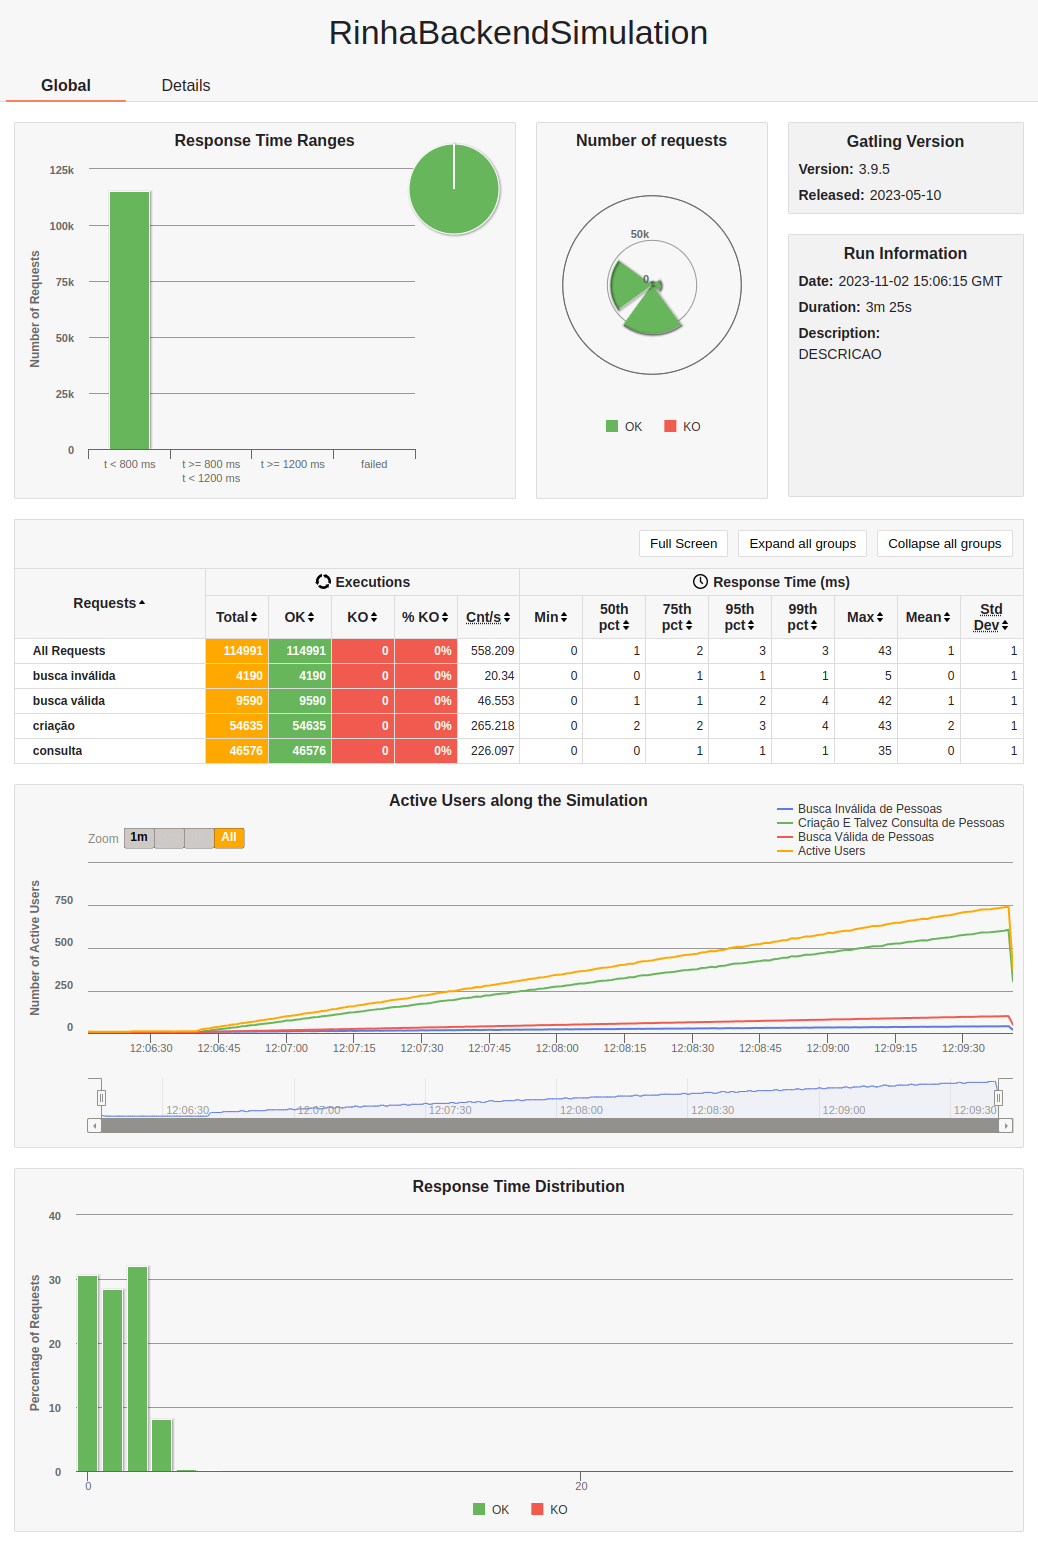 RinhaBackendSimulation
Global Details
Response Time Ranges
Number of Requests
125k
100k
75k
50k
25k
0
t < 800 ms
t >= 800 ms
t < 1200 ms
t >= 1200 ms
failed
Number of requests
50k
0
OK KO
Gatling Version
Version: 3.9.5
Released: 2023-05-10
Run Information
Date: 2023-11-02 15:06:15 GMT
Duration: 3m 25s
Description:
DESCRICAO
Full Screen Expand all groups Collapse all groups
Requests Executions Response Time (ms)
Total OK KO % KO Cnt/s Min 50th pct 75th pct 95th pct 99th pct Max Mean Std Dev
All Requests 114991 114991 0 0% 558.209 0 1 2 3 3 43 1 1
busca inválida 4190 4190 0 0% 20.34 0 0 1 1 1 5 0 1
busca válida 9590 9590 0 0% 46.553 0 1 1 2 4 42 1 1
criação 54635 54635 0 0% 265.218 0 2 2 3 4 43 2 1
consulta 46576 46576 0 0% 226.097 0 0 1 1 1 35 0 1
Active Users along the Simulation
Zoom 1m All
Busca Inválida de Pessoas
Criação E Talvez Consulta de Pessoas
Busca Válida de Pessoas
Active Users
Number of Active Users
750
500
250
0
12:06:30 12:06:45 12:07:00 12:07:15 12:07:30 12:07:45 12:08:00 12:08:15 12:08:30 12:08:45 12:09:00 12:09:15 12:09:30
12:06:30 12:07:00 12:07:30 12:08:00 12:08:30 12:09:00 12:09:30
Response Time Distribution
Percentage of Requests
40
30
20
10
0
0 20
OK KO